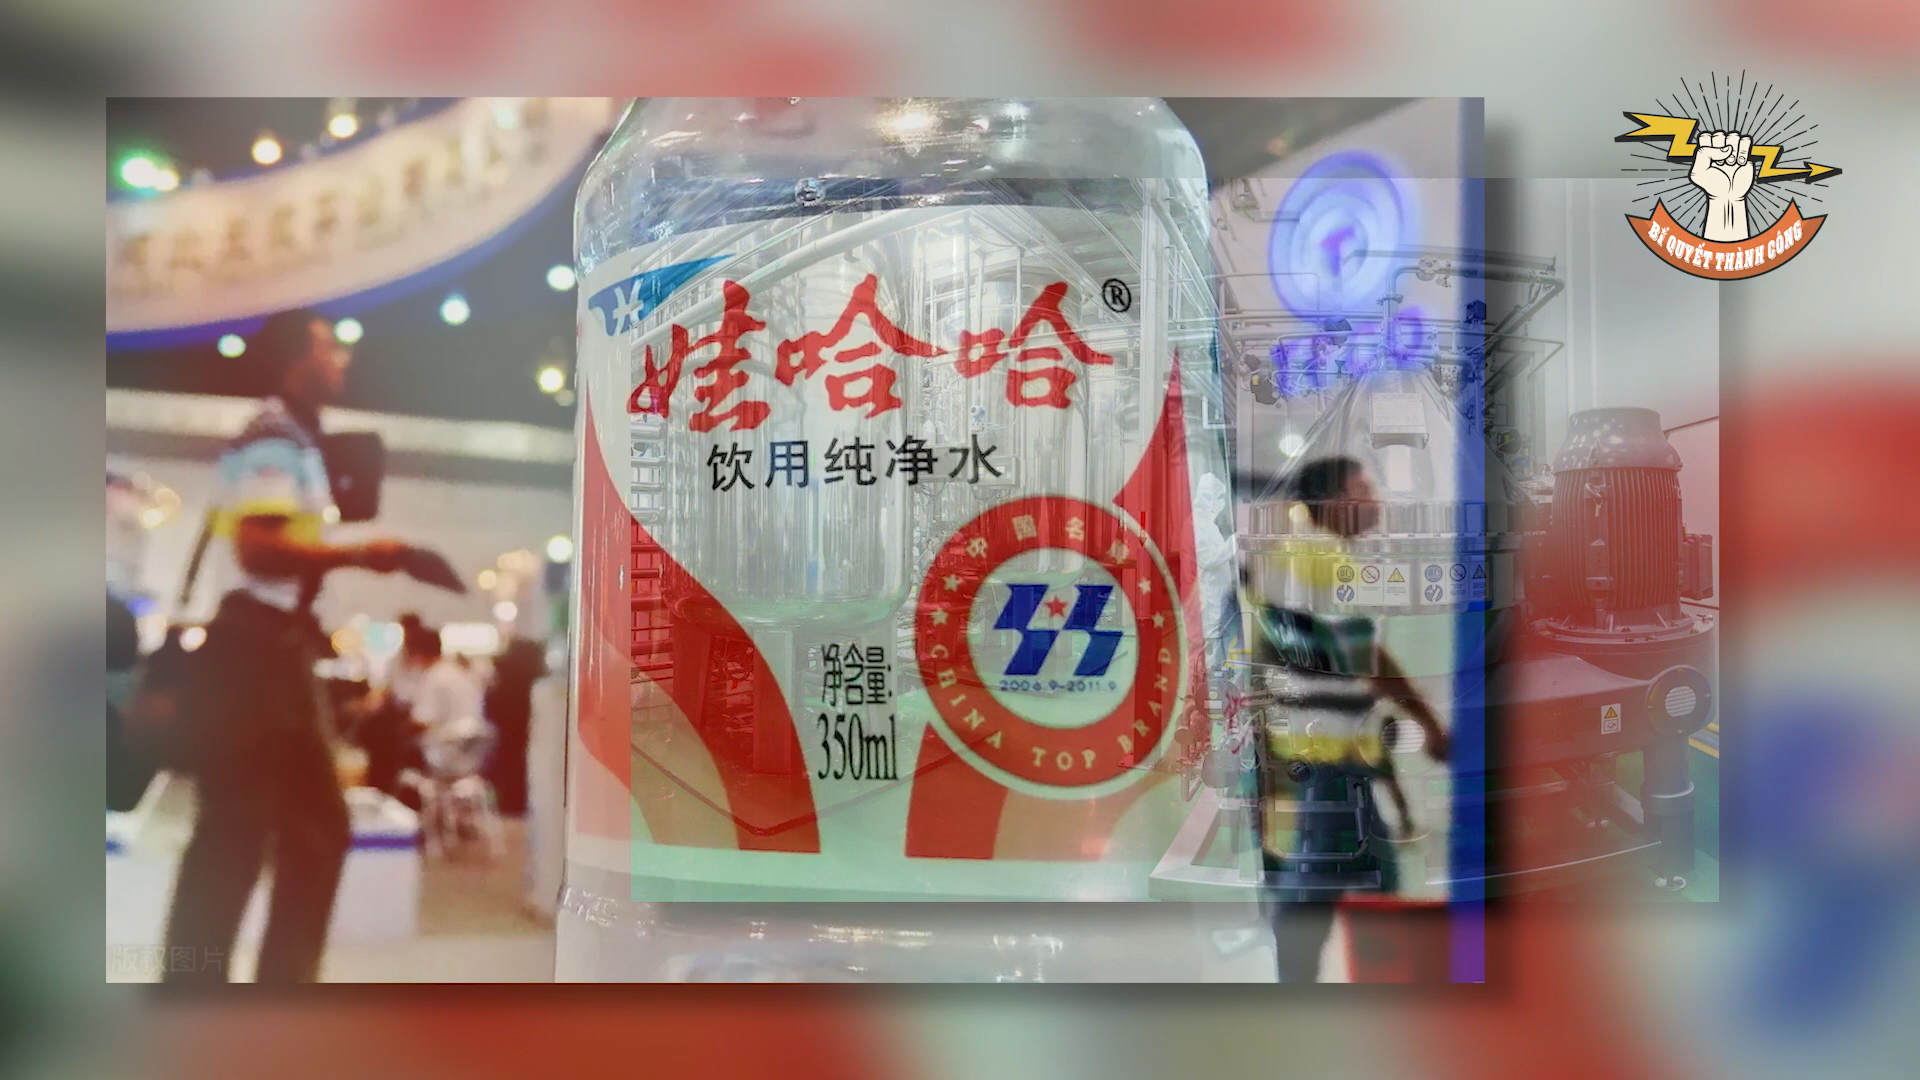 BÍ QUYẾT THÀNH CÔNG
娃哈哈®
饮用纯净水
中国名牌
2006.9-2011.9
CHINA TOP BRAND
净含量:
350ml
版权图片